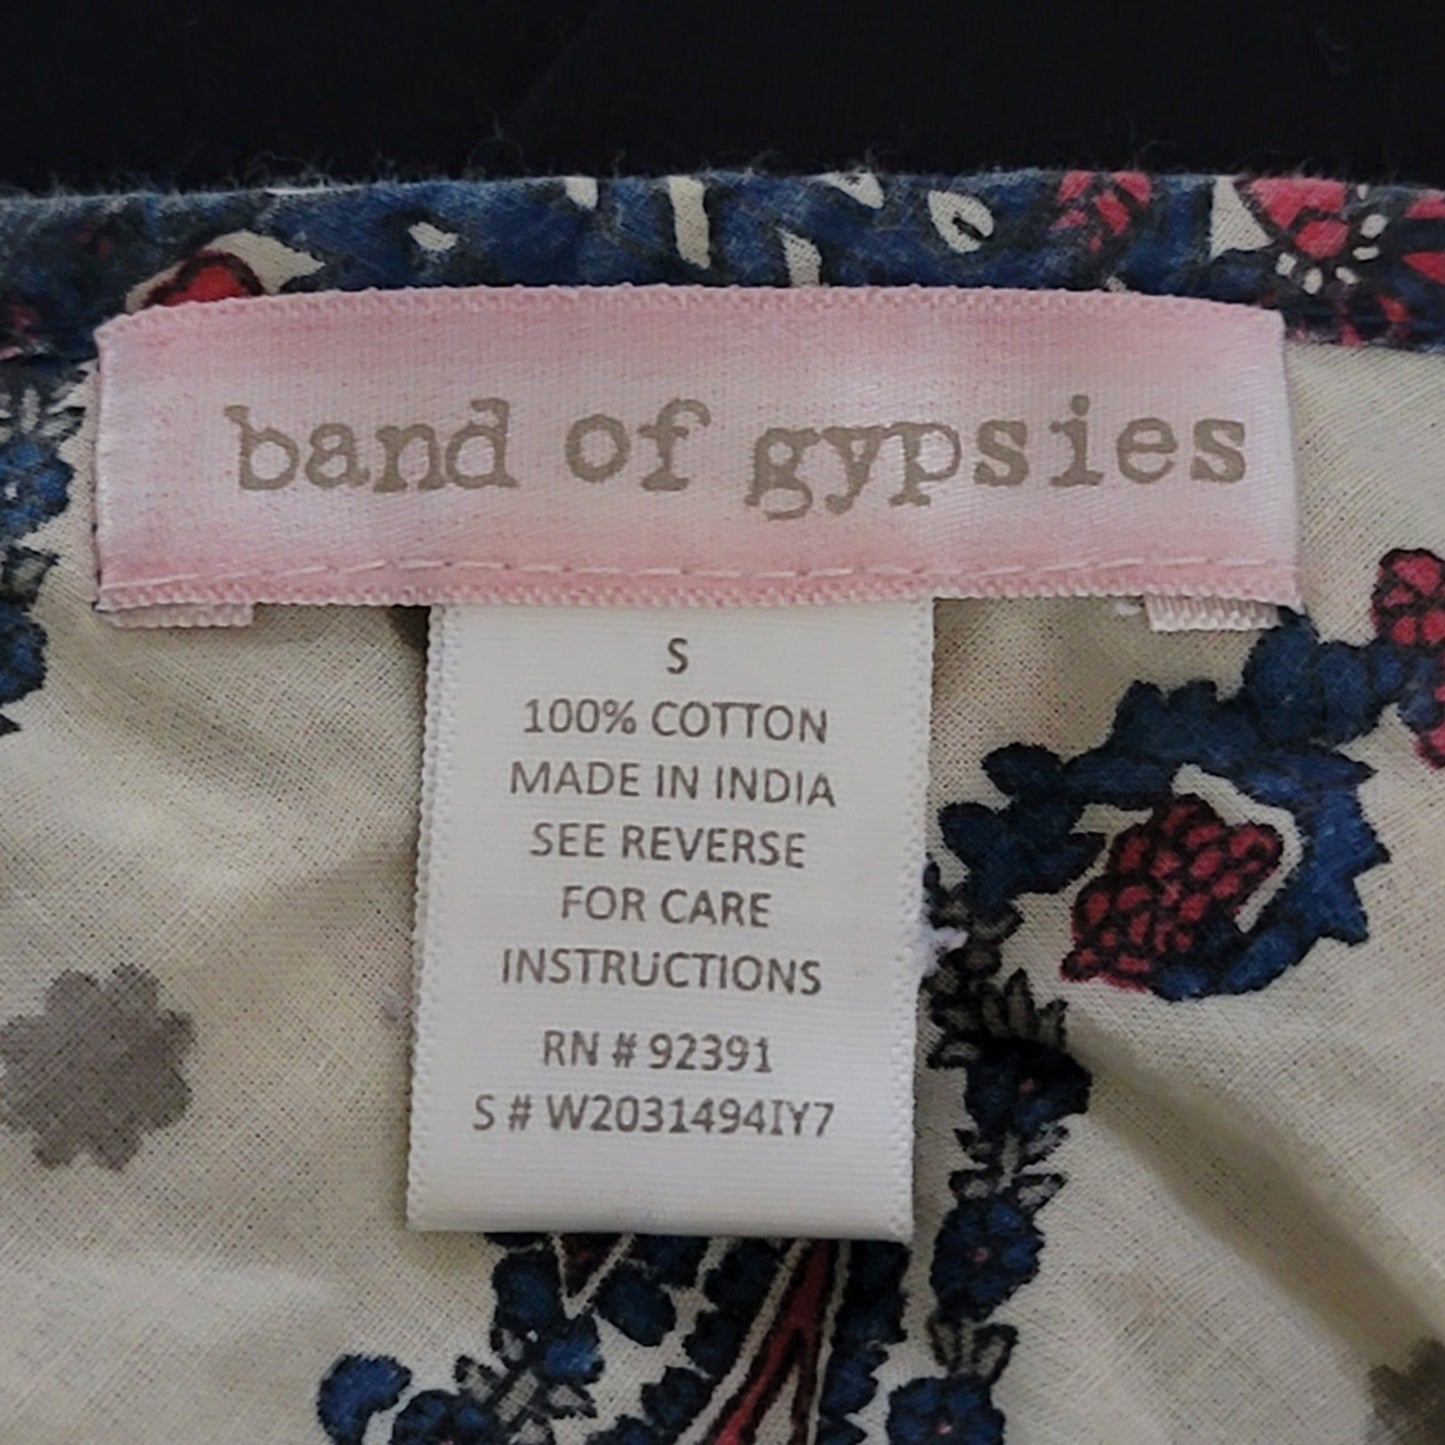 band of gypsies
S
100% COTTON
MADE IN INDIA
SEE REVERSE
FOR CARE
INSTRUCTIONS
RN # 92391
S # W2031494IY7